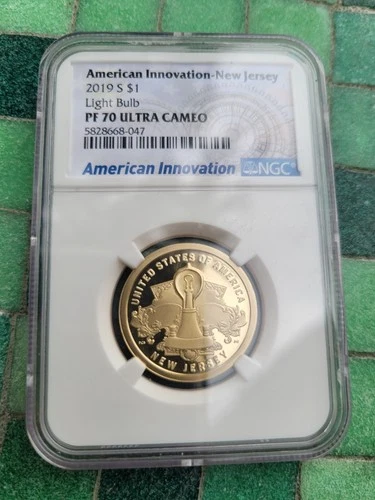 American Innovation-New Jersey
2019 S $1
Light Bulb
PF 70 ULTRA CAMEO
5828668-047
American Innovation NGC
UNITED STATES OF AMERICA
NEW JERSEY